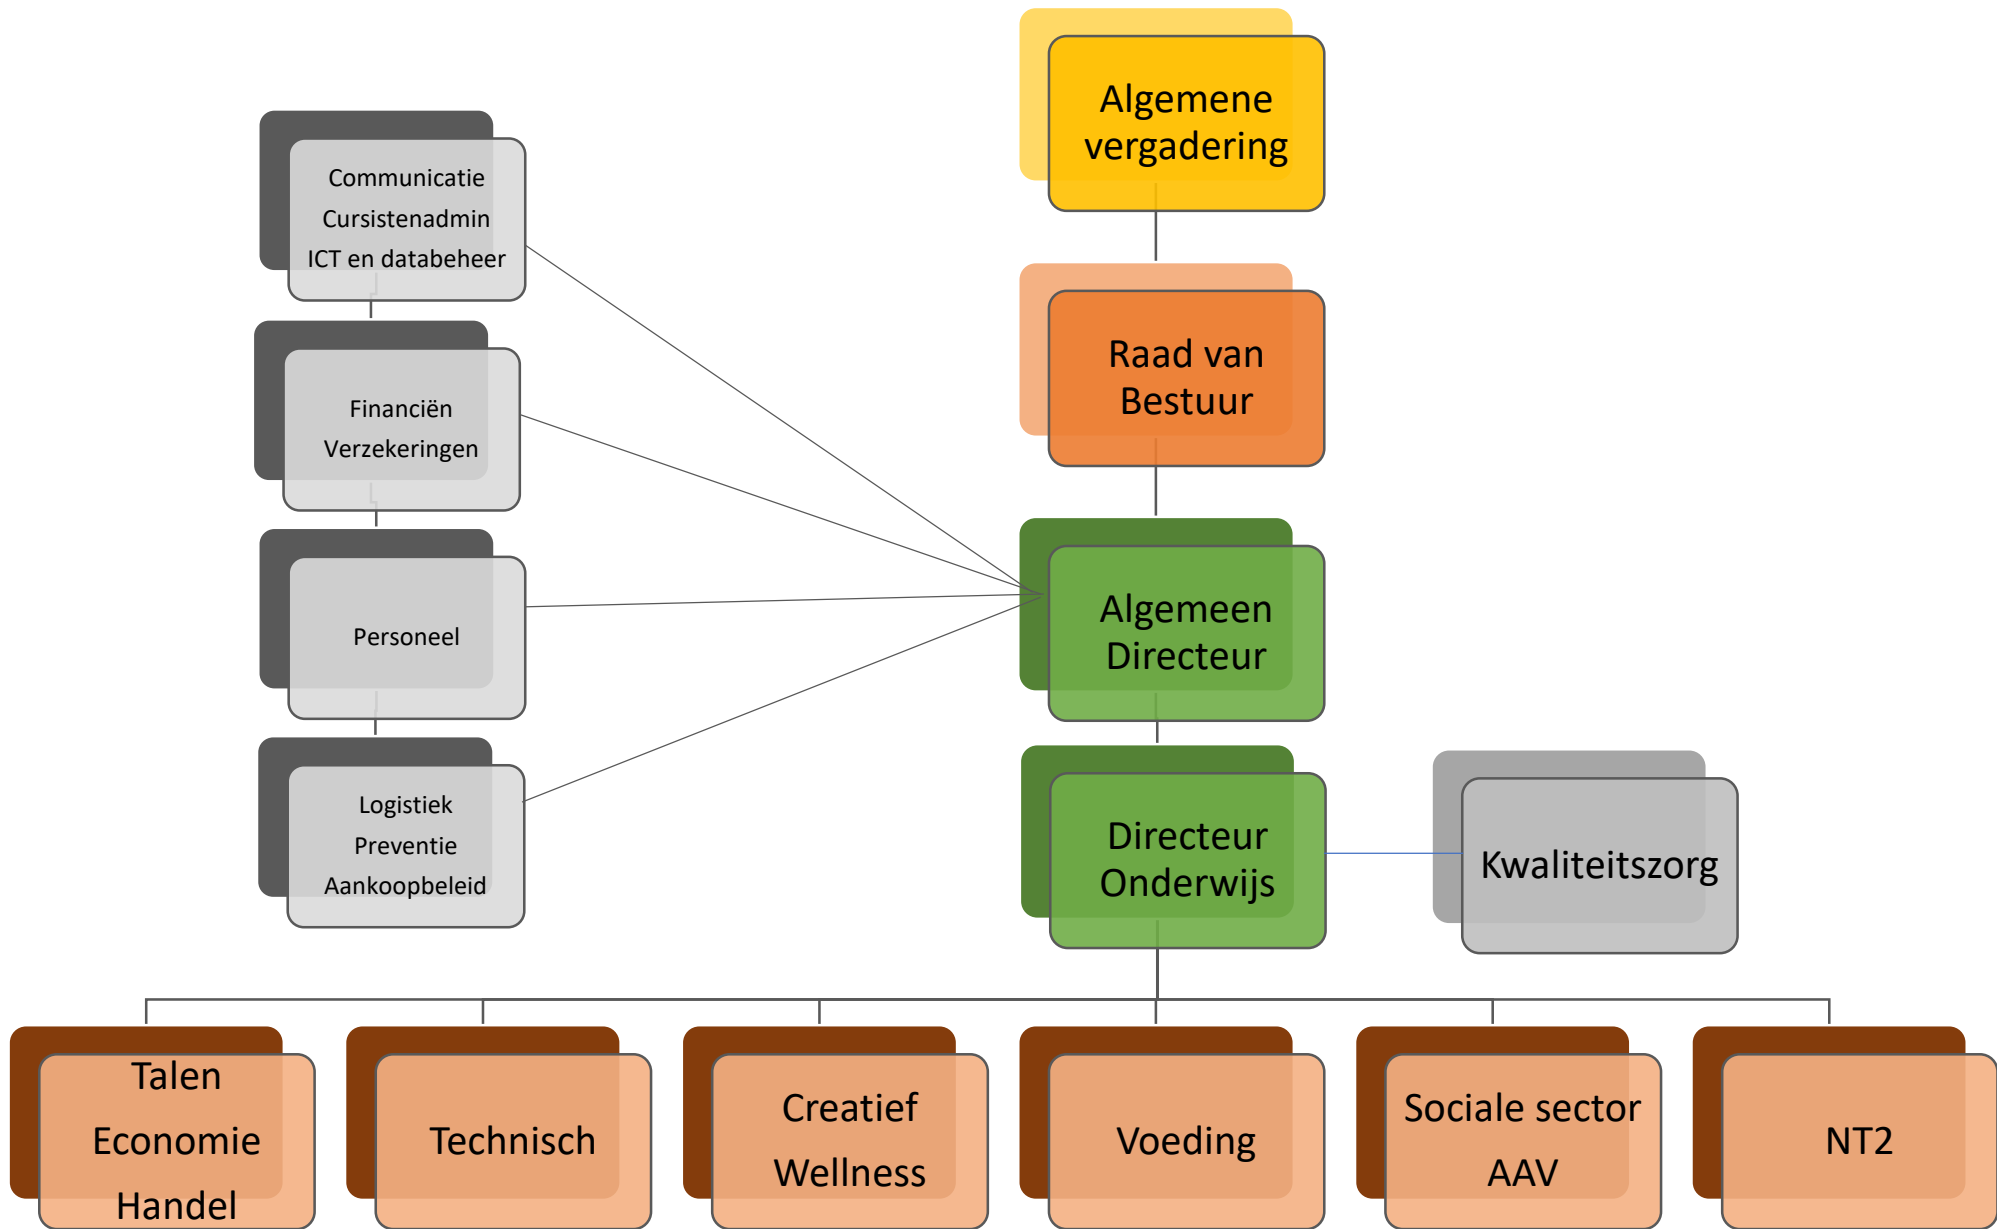 Algemene
vergadering
Communicatie
Cursistenadmin
ICT en databeheer
Raad van
Bestuur
Financiën
Verzekeringen
Algemeen
Directeur
Personeel
Logistiek
Preventie
Aankoopbeleid
Directeur
Onderwijs
Kwaliteitszorg
Talen
Economie
Handel
Technisch
Creatief
Wellness
Voeding
Sociale sector
AAV
NT2